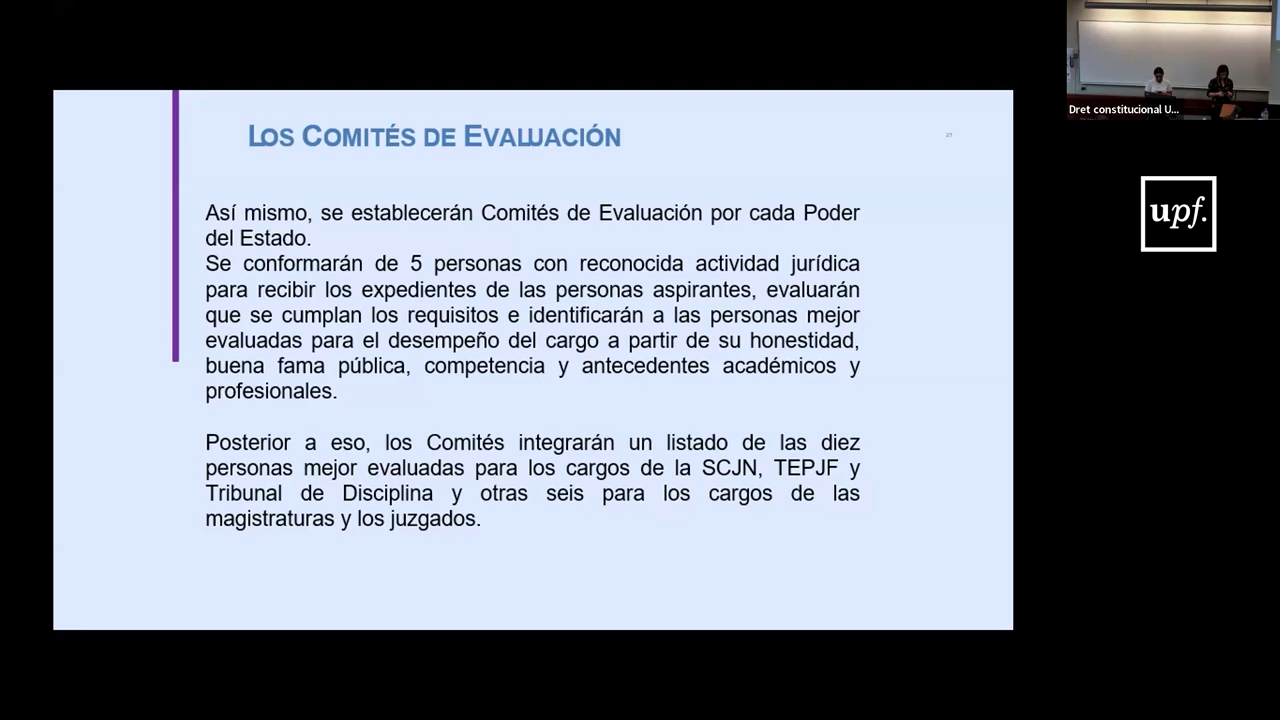 LOS COMITÉS DE EVALUACIÓN
27
Así mismo, se establecerán Comités de Evaluación por cada Poder
del Estado.
Se conformarán de 5 personas con reconocida actividad jurídica
para recibir los expedientes de las personas aspirantes, evaluarán
que se cumplan los requisitos e identificarán a las personas mejor
evaluadas para el desempeño del cargo a partir de su honestidad,
buena fama pública, competencia y antecedentes académicos y
profesionales.
Posterior a eso, los Comités integrarán un listado de las diez
personas mejor evaluadas para los cargos de la SCJN, TEPJF y
Tribunal de Disciplina y otras seis para los cargos de las
magistraturas y los juzgados.
Dret constitucional U...
upf.